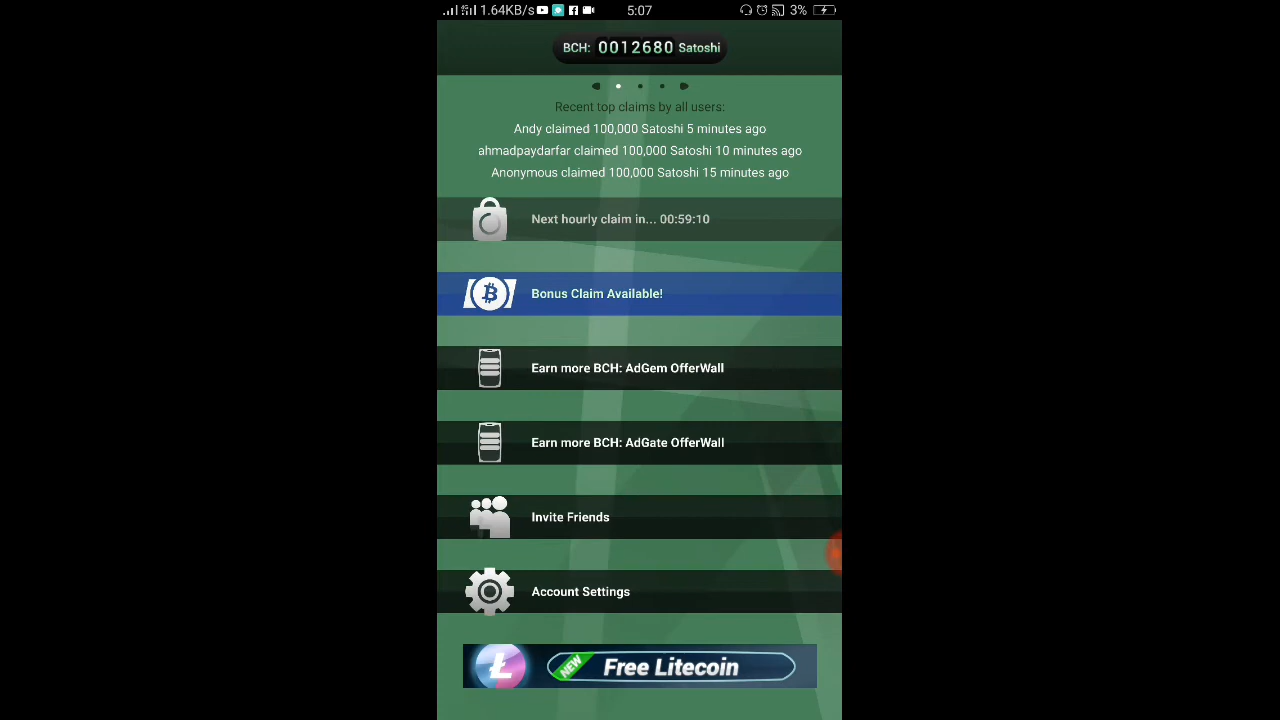 1.64KB/s 5:07 3%
BCH: 0012680 Satoshi
Recent top claims by all users:
Andy claimed 100,000 Satoshi 5 minutes ago
ahmadpaydarfar claimed 100,000 Satoshi 10 minutes ago
Anonymous claimed 100,000 Satoshi 15 minutes ago
Next hourly claim in... 00:59:10
Bonus Claim Available!
Earn more BCH: AdGem OfferWall
Earn more BCH: AdGate OfferWall
Invite Friends
Account Settings
NEW Free Litecoin